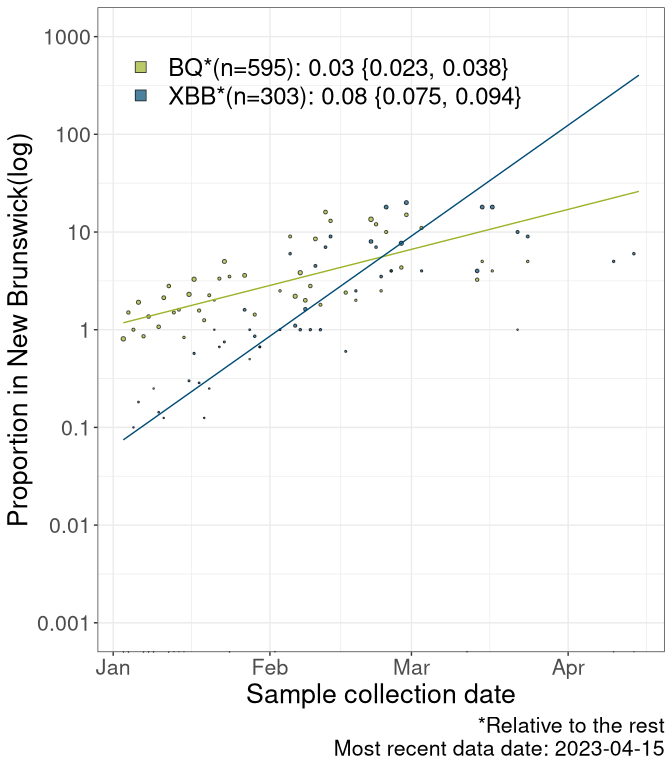 1000
100
10
1
0.1
0.01
0.001
Proportion in New Brunswick(log)
BQ*(n=595): 0.03 {0.023, 0.038}
XBB*(n=303): 0.08 {0.075, 0.094}
Jan Feb Mar Apr
Sample collection date
*Relative to the rest
Most recent data date: 2023-04-15